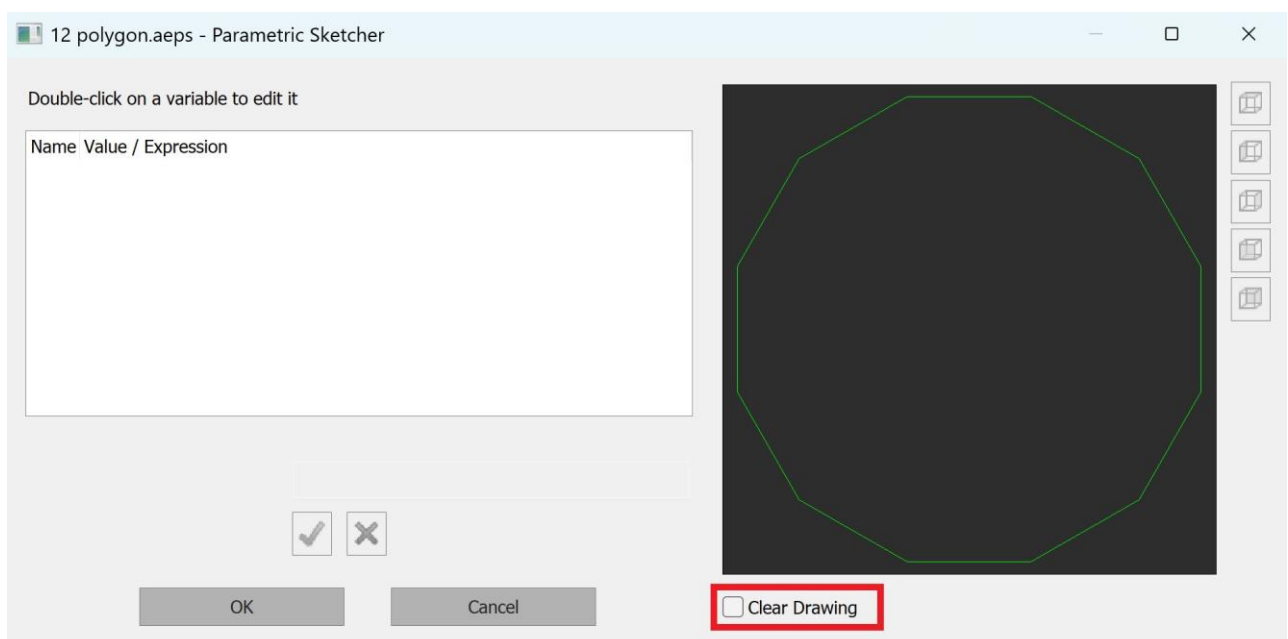 12 polygon.aeps - Parametric Sketcher
Double-click on a variable to edit it
Name Value / Expression
OK
Cancel
Clear Drawing